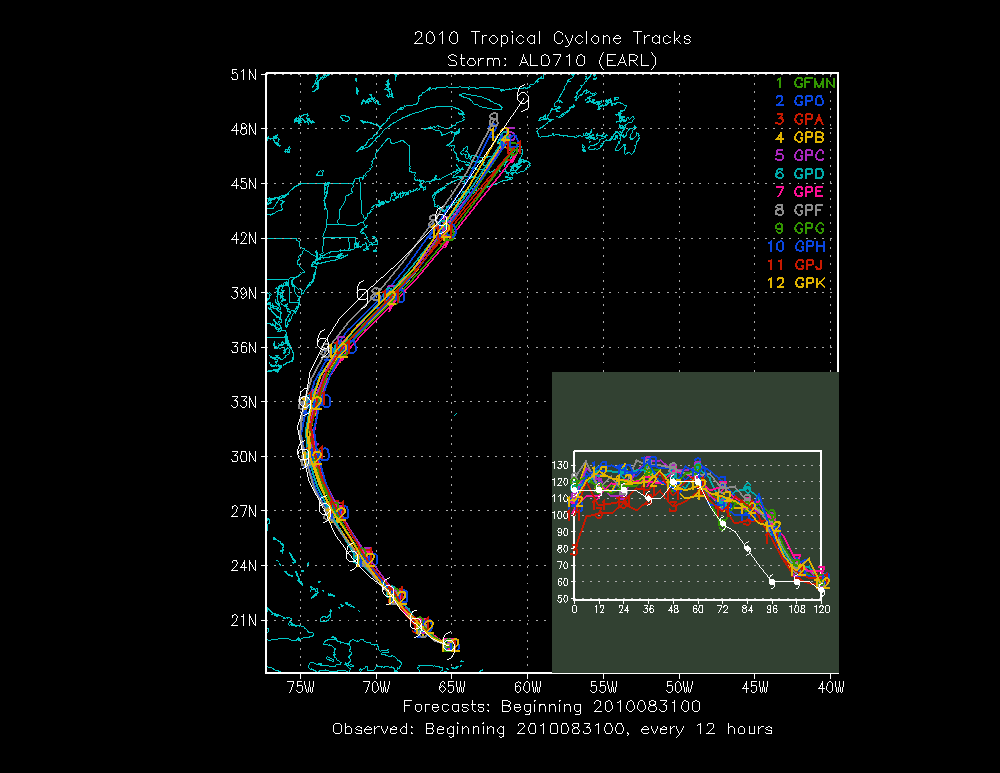 2010 Tropical Cyclone Tracks
Storm: AL0710 (EARL)
51N
48N
45N
42N
39N
36N
33N
30N
27N
24N
21N
1 GFMN
2 GP0
3 GPA
4 GPB
5 GPC
6 GPD
7 GPE
8 GPF
9 GPG
10 GPH
11 GPJ
12 GPK
130
120
110
100
90
80
70
60
50
0 12 24 36 48 60 72 84 96 108 120
75W 70W 65W 60W 55W 50W 45W 40W
Forecasts: Beginning 2010083100
Observed: Beginning 2010083100, every 12 hours